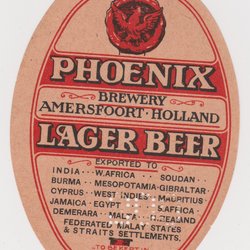 PHOENIX
BREWERY
AMERSFOORT · HOLLAND
LAGER BEER
EXPORTED TO
INDIA · W. AFRICA · SOUDAN
BURMA · MESOPOTAMIA · GIBRALTAR
CYPRUS · WEST INDIES · MAURITIUS
JAMAICA · EGYPT · S. AFRICA
DEMERARA · MALTA · N. ZEALAND
FEDERATED MALAY STATES
& STRAITS SETTLEMENTS.